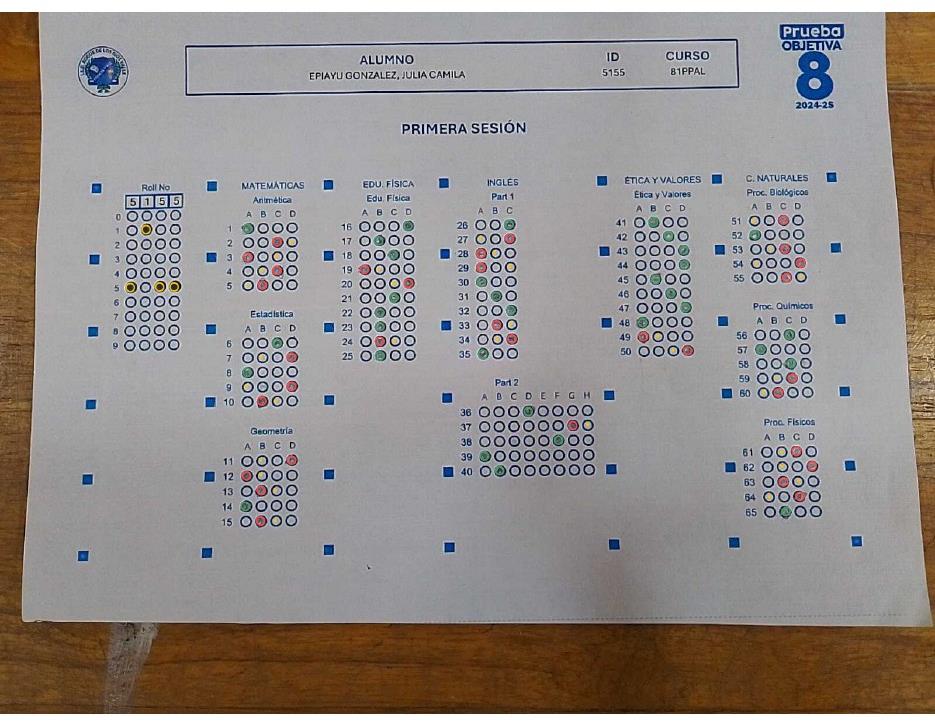 Prueba
OBJETIVA
8
2024-2S
ALUMNO ID CURSO
EPIAYU GONZALEZ, JULIA CAMILA 5155 81PPAL
PRIMERA SESIÓN
Roll No
5 1 5 5
0
1
2
3
4
5
6
7
8
9
MATEMÁTICAS
Aritmética
A B C D
1
2
3
4
5
Estadística
A B C D
6
7
8
9
10
Geometría
A B C D
11
12
13
14
15
EDU. FÍSICA
Edu. Física
A B C D
16
17
18
19
20
21
22
23
24
25
INGLÉS
Part 1
A B C
26
27
28
29
30
31
32
33
34
35
Part 2
A B C D E F G H
36
37
38
39
40
ÉTICA Y VALORES
Ética y Valores
A B C D
41
42
43
44
45
46
47
48
49
50
C. NATURALES
Proc. Biológicos
A B C D
51
52
53
54
55
Proc. Químicos
A B C D
56
57
58
59
60
Proc. Físicos
A B C D
61
62
63
64
65